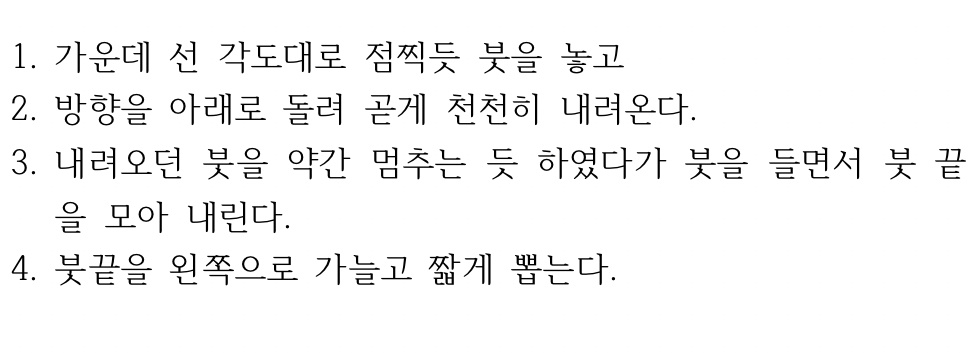 1. 가운데 선 각도대로 점찍듯 붓을 놓고
2. 방향을 아래로 돌려 곧게 천천히 내려온다.
3. 내려오던 붓을 약간 멈추는 듯 하였다가 붓을 들면서 붓 끝
을 모아 내린다.
4. 붓끝을 왼쪽으로 가늘고 짧게 뽑는다.